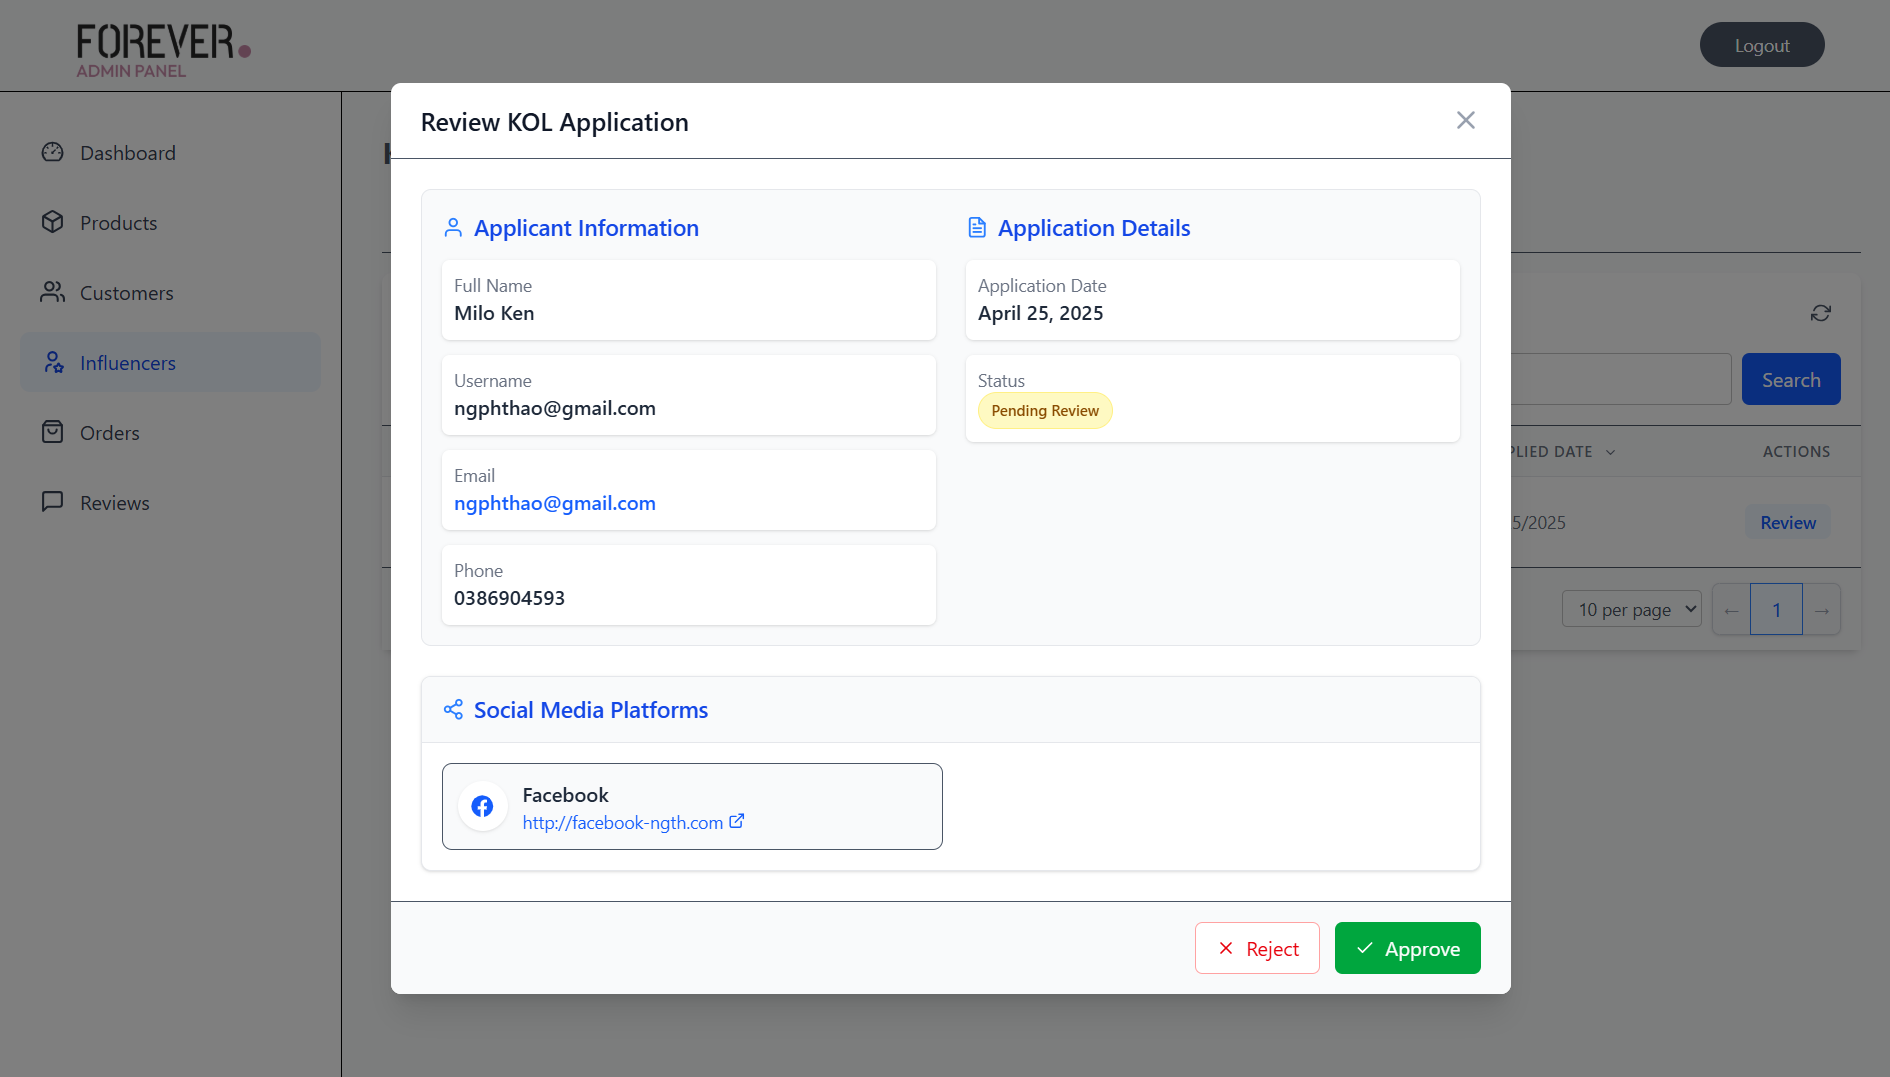 FOREVER.
ADMIN PANEL
Logout
Dashboard
Products
Customers
Influencers
Orders
Reviews
Review KOL Application
Applicant Information
Full Name
Milo Ken
Username
ngphthao@gmail.com
Email
ngphthao@gmail.com
Phone
0386904593
Application Details
Application Date
April 25, 2025
Status
Pending Review
Social Media Platforms
Facebook
http://facebook-ngth.com
Reject
Approve
Search
PLIED DATE
ACTIONS
5/2025
Review
10 per page
← 1 →